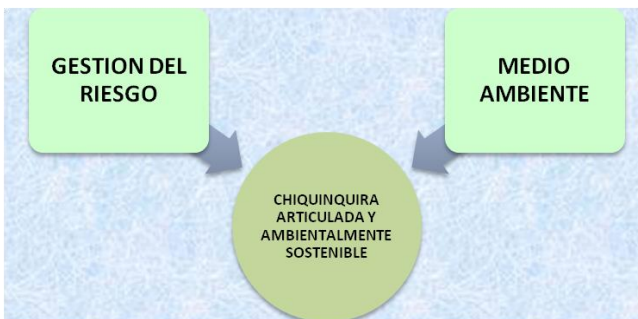 GESTION DEL
RIESGO
MEDIO
AMBIENTE
CHIQUINQUIRA
ARTICULADA Y
AMBIENTALMENTE
SOSTENIBLE